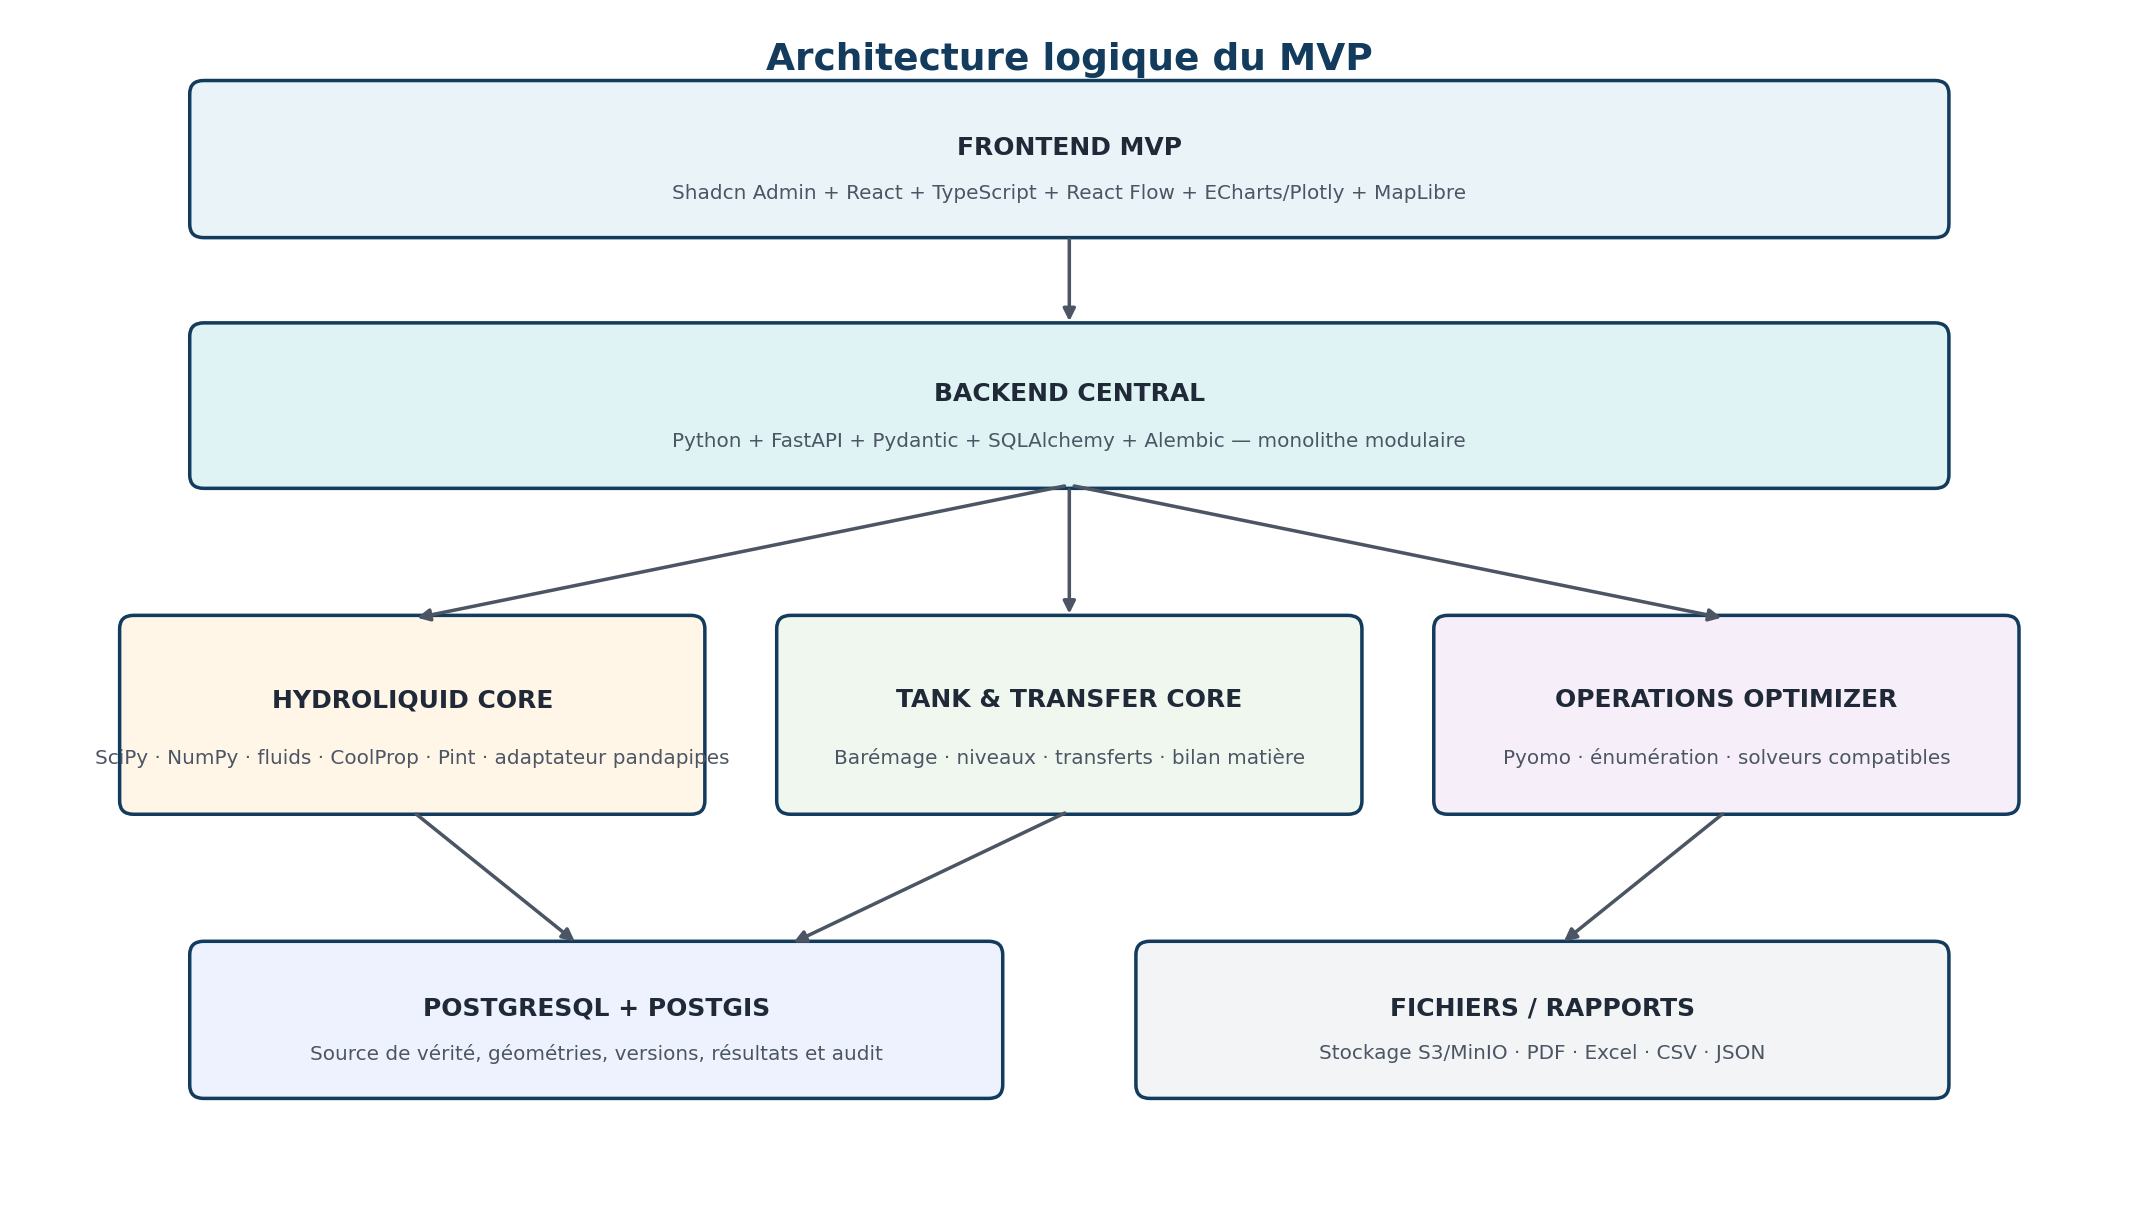 Architecture logique du MVP
FRONTEND MVP
Shadcn Admin + React + TypeScript + React Flow + ECharts/Plotly + MapLibre
BACKEND CENTRAL
Python + FastAPI + Pydantic + SQLAlchemy + Alembic — monolithe modulaire
HYDROLIQUID CORE
SciPy · NumPy · fluids · CoolProp · Pint · adaptateur pandapipes
TANK & TRANSFER CORE
Barémage · niveaux · transferts · bilan matière
OPERATIONS OPTIMIZER
Pyomo · énumération · solveurs compatibles
POSTGRESQL + POSTGIS
Source de vérité, géométries, versions, résultats et audit
FICHIERS / RAPPORTS
Stockage S3/MinIO · PDF · Excel · CSV · JSON